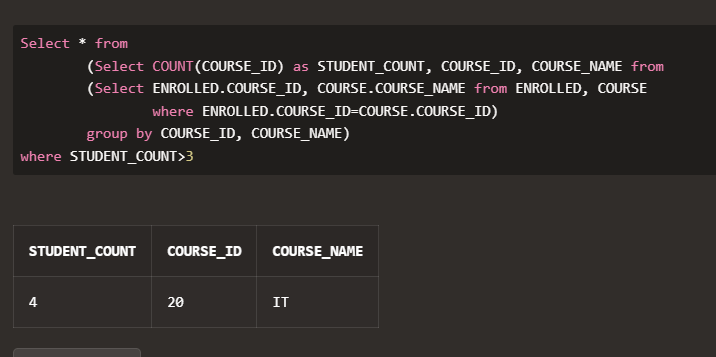 Select * from
(Select COUNT(COURSE_ID) as STUDENT_COUNT, COURSE_ID, COURSE_NAME from
(Select ENROLLED.COURSE_ID, COURSE.COURSE_NAME from ENROLLED, COURSE
where ENROLLED.COURSE_ID=COURSE.COURSE_ID)
group by COURSE_ID, COURSE_NAME)
where STUDENT_COUNT>3
STUDENT_COUNT COURSE_ID COURSE_NAME
4 20 IT